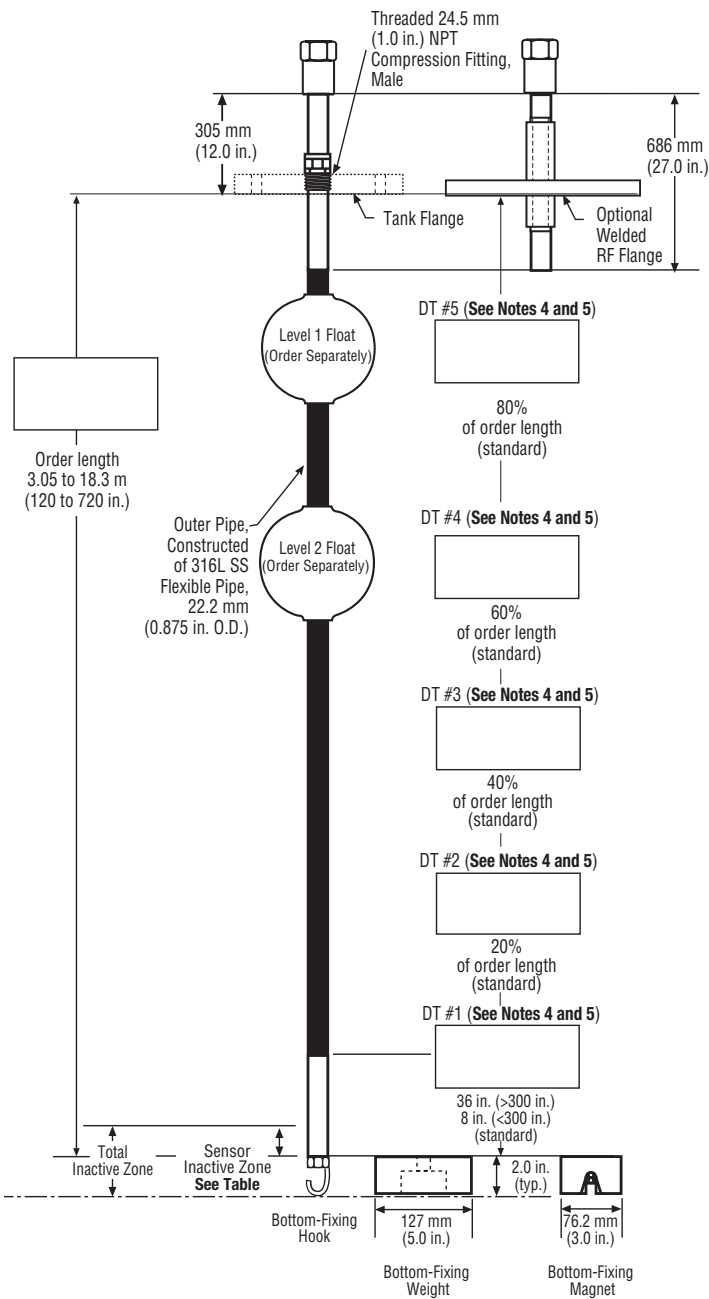 Threaded 24.5 mm
(1.0 in.) NPT
Compression Fitting,
Male
305 mm
(12.0 in.)
686 mm
(27.0 in.)
Tank Flange
Optional
Welded
RF Flange
DT #5 (See Notes 4 and 5)
Level 1 Float
(Order Separately)
80%
of order length
(standard)
Order length
3.05 to 18.3 m
(120 to 720 in.)
Outer Pipe,
Constructed
of 316L SS
Flexible Pipe,
22.2 mm
(0.875 in. O.D.)
DT #4 (See Notes 4 and 5)
Level 2 Float
(Order Separately)
60%
of order length
(standard)
DT #3 (See Notes 4 and 5)
40%
of order length
(standard)
DT #2 (See Notes 4 and 5)
20%
of order length
(standard)
DT #1 (See Notes 4 and 5)
36 in. (>300 in.)
8 in. (<300 in.)
(standard)
Total
Inactive Zone
Sensor
Inactive Zone
See Table
2.0 in.
(typ.)
Bottom-Fixing
Hook
127 mm
(5.0 in.)
76.2 mm
(3.0 in.)
Bottom-Fixing
Weight
Bottom-Fixing
Magnet